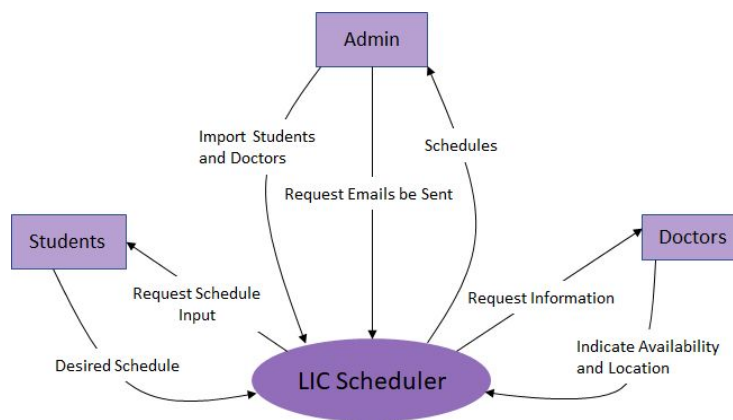 Admin
Import Students
and Doctors
Schedules
Request Emails be Sent
Students
Doctors
Request Schedule
Input
Request Information
Desired Schedule
Indicate Availability
and Location
LIC Scheduler